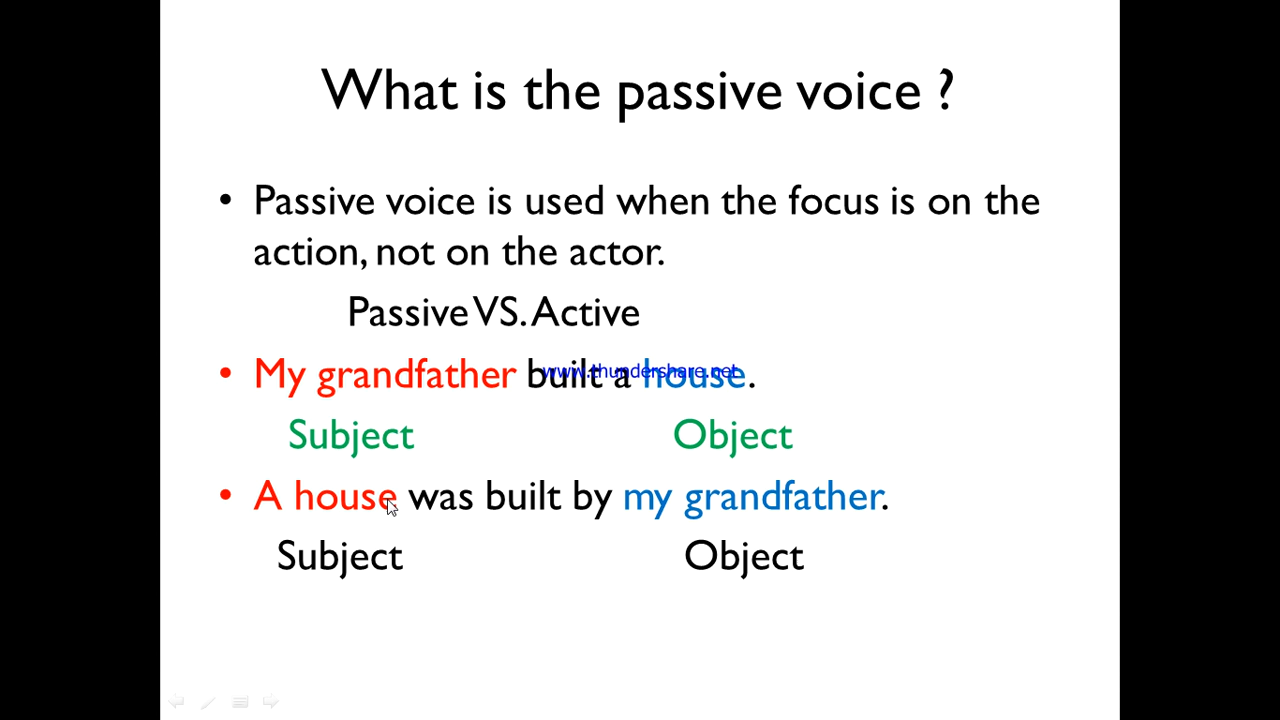 What is the passive voice ?
• Passive voice is used when the focus is on the
action, not on the actor.
Passive VS. Active
• My grandfather built a house.
www.thundershare.net
Subject Object
• A house was built by my grandfather.
Subject Object